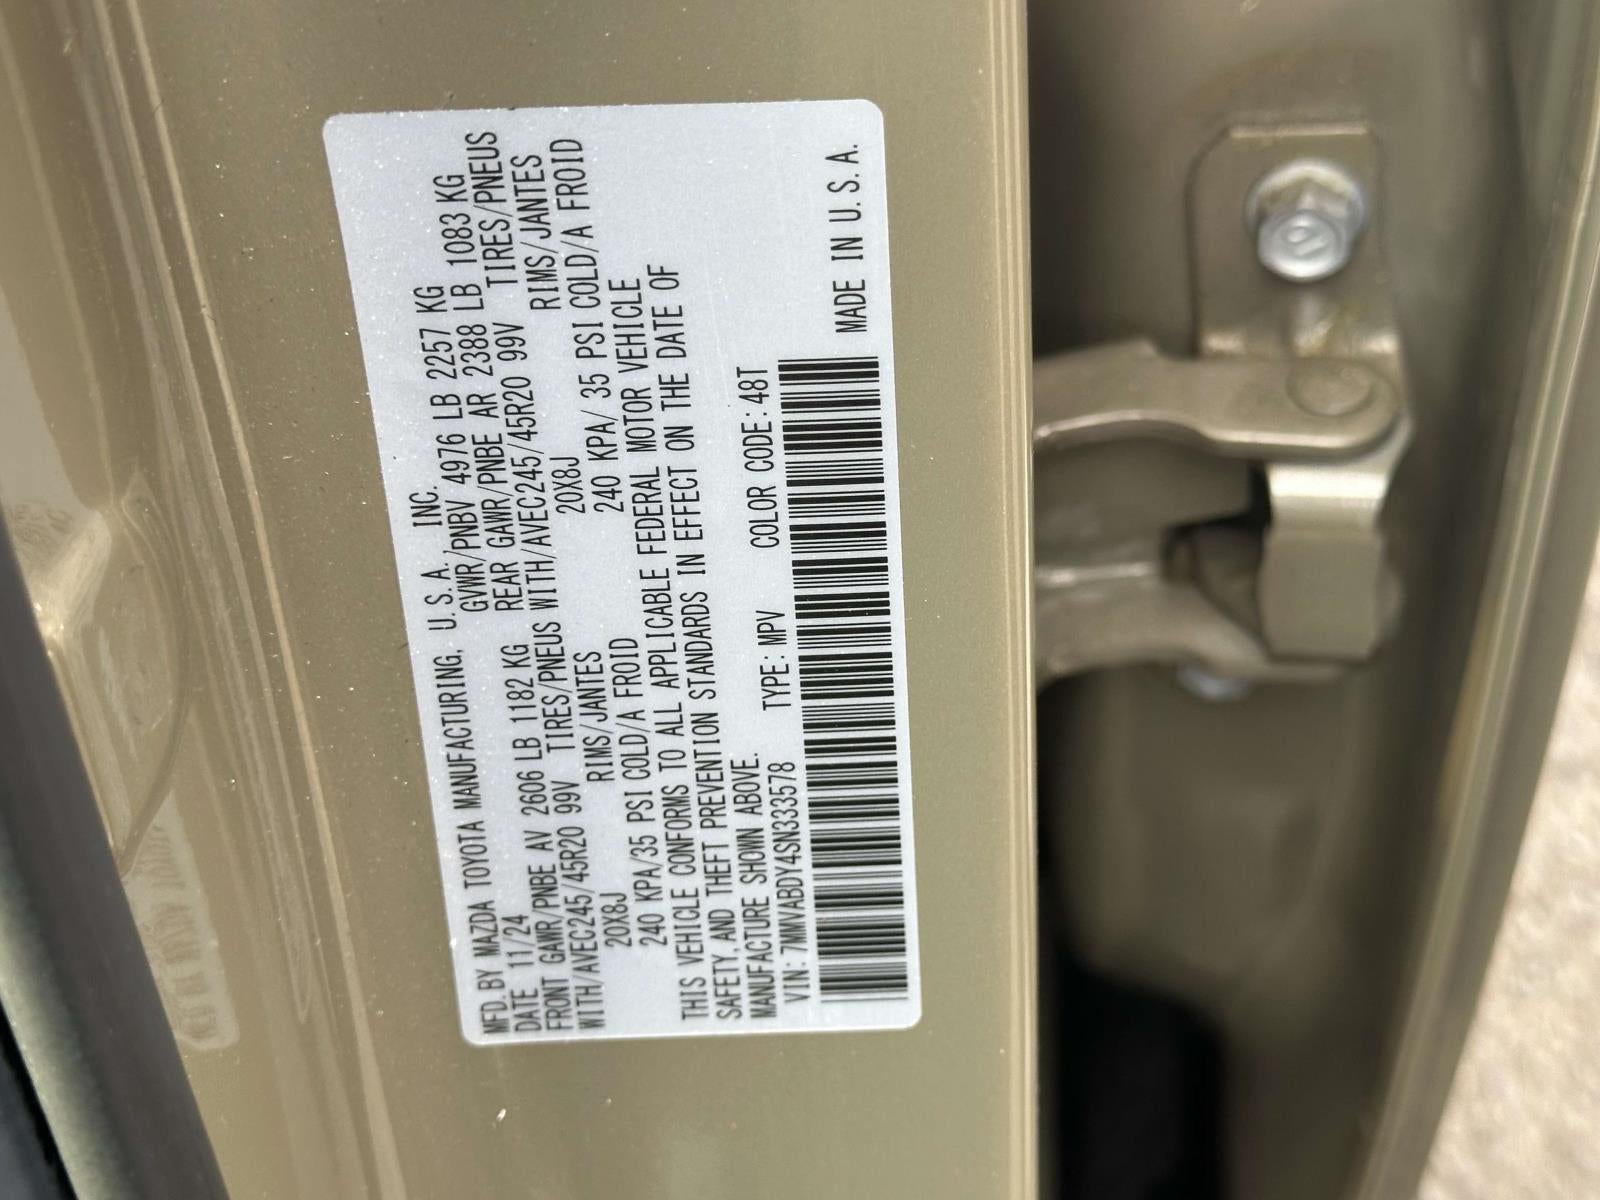 MFD. BY MAZDA TOYOTA MANUFACTURING, U. S. A. , INC.
DATE 11/24 GVWR/PNBV 4976 LB 2257 KG
FRONT GAWR/PNBE AV 2606 LB 1182 KG REAR GAWR/PNBE AR 2388 LB 1083 KG
WITH/AVEC245/45R20 99V TIRES/PNEUS WITH/AVEC245/45R20 99V TIRES/PNEUS
20X8J RIMS/JANTES 20X8J RIMS/JANTES
240 KPA/35 PSI COLD/A FROID 240 KPA/ 35 PSI COLD/A FROID
THIS VEHICLE CONFORMS TO ALL APPLICABLE FEDERAL MOTOR VEHICLE
SAFETY, AND THEFT PREVENTION STANDARDS IN EFFECT ON THE DATE OF
MANUFACTURE SHOWN ABOVE.
VIN: 7MMVABDY4SN333578 TYPE: MPV COLOR CODE: 48T
MADE IN U. S. A.